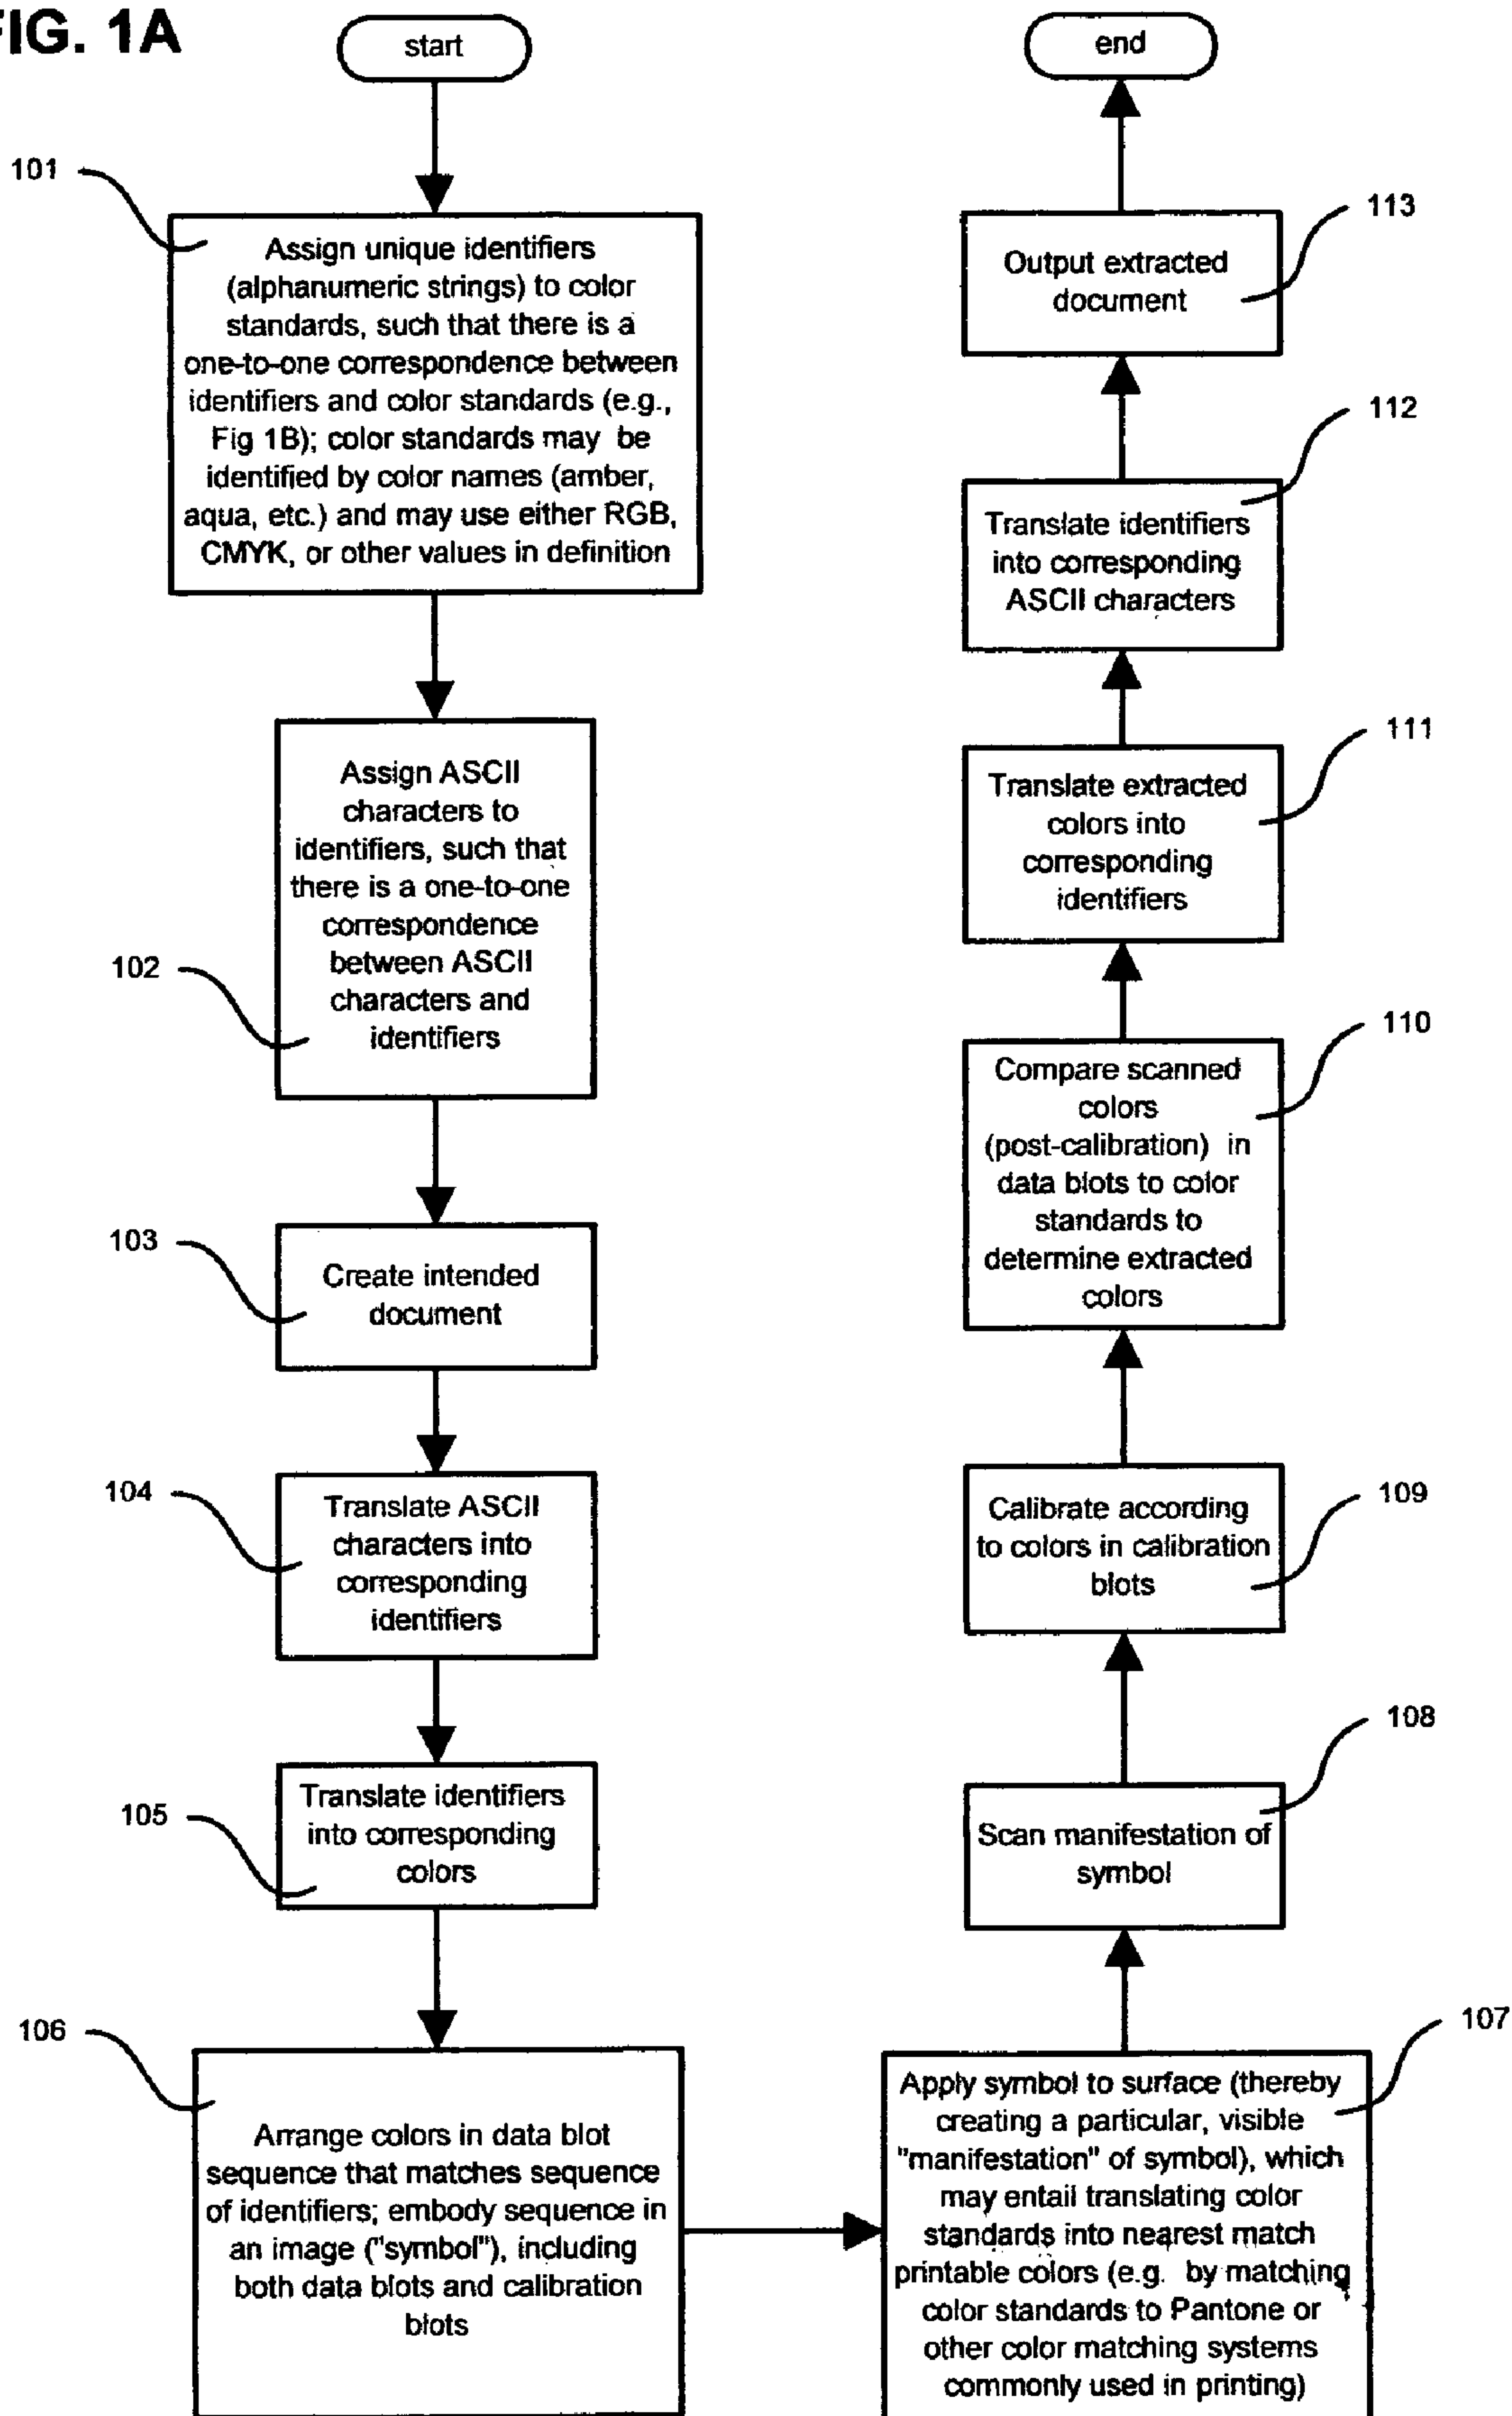 FIG. 1A
start
101
Assign unique identifiers
(alphanumeric strings) to color
standards, such that there is a
one-to-one correspondence between
identifiers and color standards (e.g.,
Fig 1B); color standards may be
identified by color names (amber,
aqua, etc.) and may use either RGB,
CMYK, or other values in definition
102
Assign ASCII
characters to
identifiers, such that
there is a one-to-one
correspondence
between ASCII
characters and
identifiers
103
Create intended
document
104
Translate ASCII
characters into
corresponding
identifiers
105
Translate identifiers
into corresponding
colors
106
Arrange colors in data blot
sequence that matches sequence
of identifiers; embody sequence in
an image ("symbol"), including
both data blots and calibration
blots
107
Apply symbol to surface (thereby
creating a particular, visible
"manifestation" of symbol), which
may entail translating color
standards into nearest match
printable colors (e.g. by matching
color standards to Pantone or
other color matching systems
commonly used in printing)
108
Scan manifestation of
symbol
109
Calibrate according
to colors in calibration
blots
110
Compare scanned
colors
(post-calibration) in
data blots to color
standards to
determine extracted
colors
111
Translate extracted
colors into
corresponding
identifiers
112
Translate identifiers
into corresponding
ASCII characters
113
Output extracted
document
end